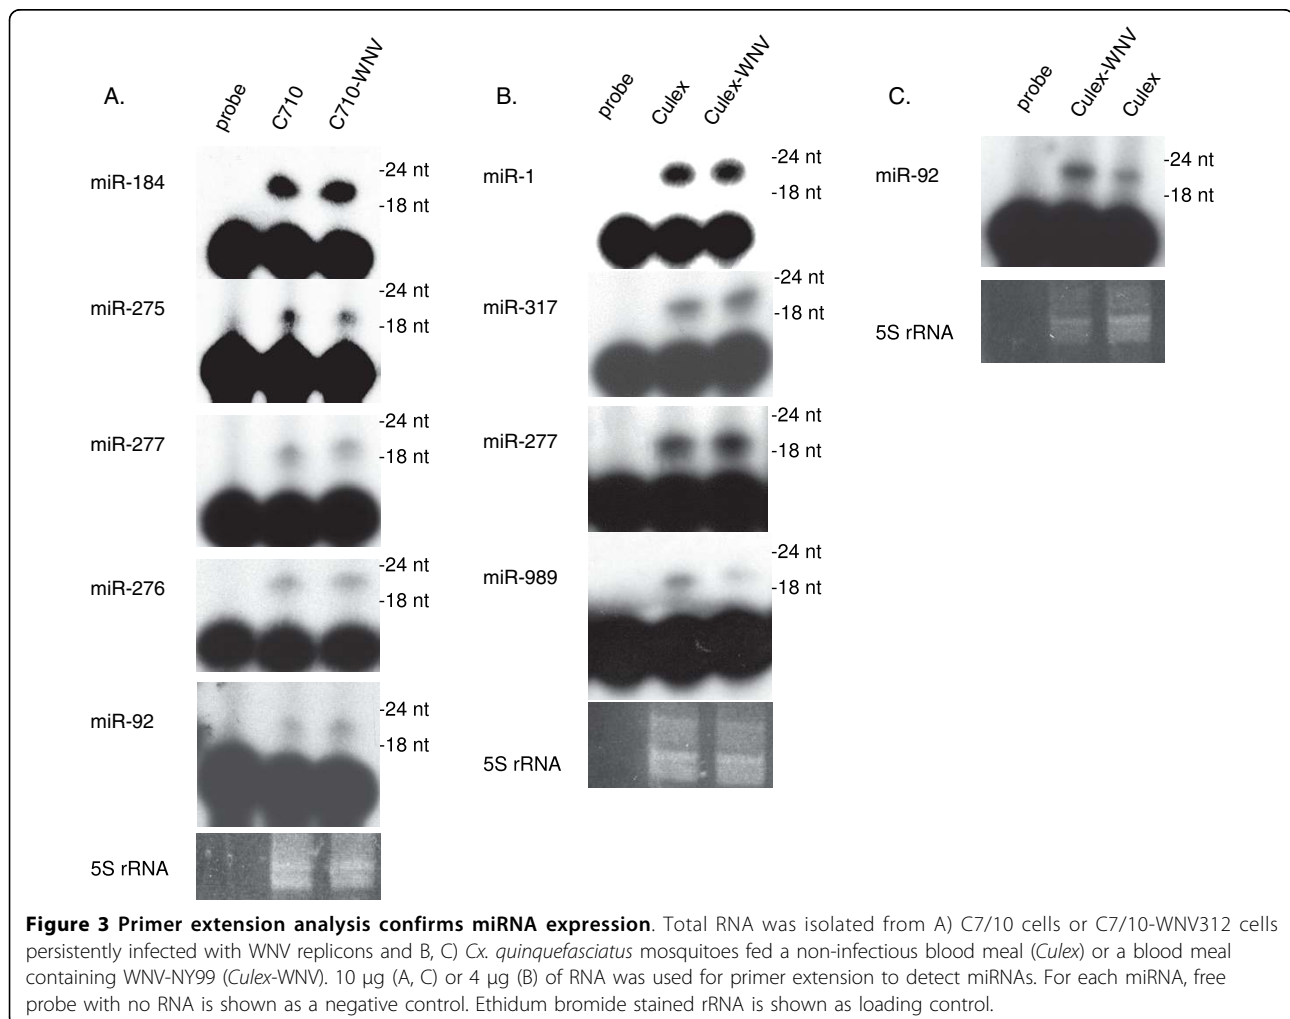 A.
probe
C710
C710-WNV
miR-184
-24 nt
-18 nt
miR-275
-24 nt
-18 nt
miR-277
-24 nt
-18 nt
miR-276
-24 nt
-18 nt
miR-92
-24 nt
-18 nt
5S rRNA
B.
probe
Culex
Culex-WNV
miR-1
-24 nt
-18 nt
miR-317
-24 nt
-18 nt
miR-277
-24 nt
-18 nt
miR-989
-24 nt
-18 nt
5S rRNA
C.
probe
Culex-WNV
Culex
miR-92
-24 nt
-18 nt
5S rRNA
Figure 3 Primer extension analysis confirms miRNA expression. Total RNA was isolated from A) C7/10 cells or C7/10-WNV312 cells
persistently infected with WNV replicons and B, C) Cx. quinquefasciatus mosquitoes fed a non-infectious blood meal (Culex) or a blood meal
containing WNV-NY99 (Culex-WNV). 10 μg (A, C) or 4 μg (B) of RNA was used for primer extension to detect miRNAs. For each miRNA, free
probe with no RNA is shown as a negative control. Ethidum bromide stained rRNA is shown as loading control.